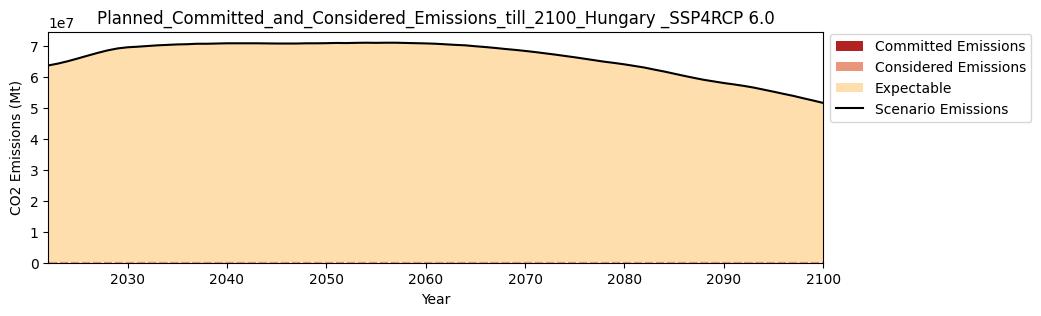 Planned_Committed_and_Considered_Emissions_till_2100_Hungary _SSP4RCP 6.0
1e7
7
6
5
4
3
2
1
0
CO2 Emissions (Mt)
2030 2040 2050 2060 2070 2080 2090 2100
Year
Committed Emissions
Considered Emissions
Expectable
Scenario Emissions